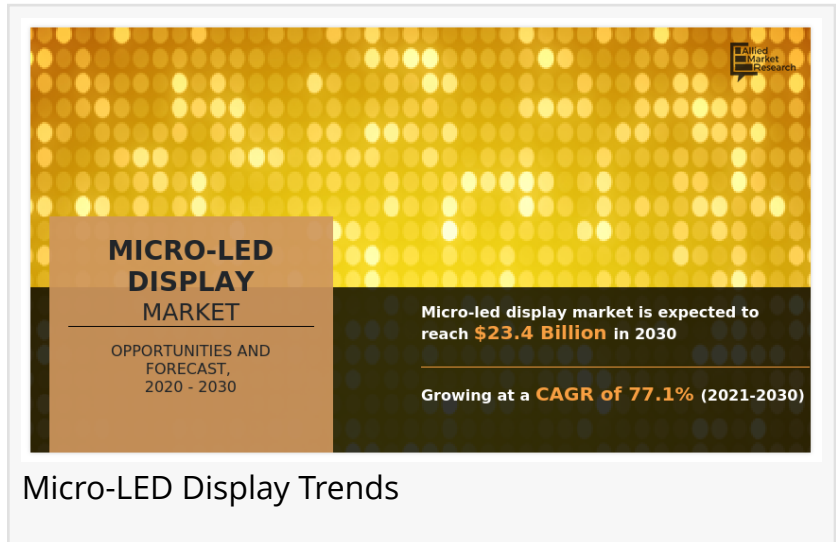 Allied
Market
Research
MICRO-LED
DISPLAY
MARKET
OPPORTUNITIES AND
FORECAST,
2020 - 2030
Micro-led display market is expected to
reach $23.4 Billion in 2030
Growing at a CAGR of 77.1% (2021-2030)
Micro-LED Display Trends